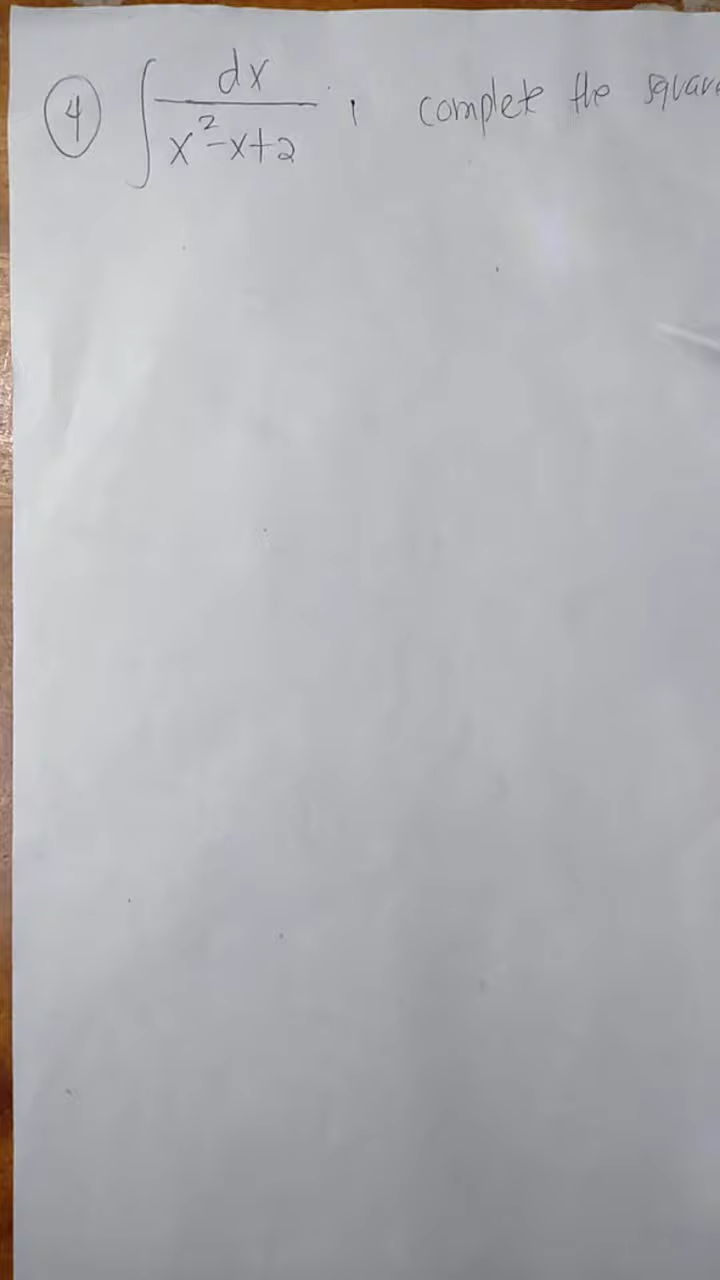 ④ ∫ dx / (x² - x + 2) ; complete the